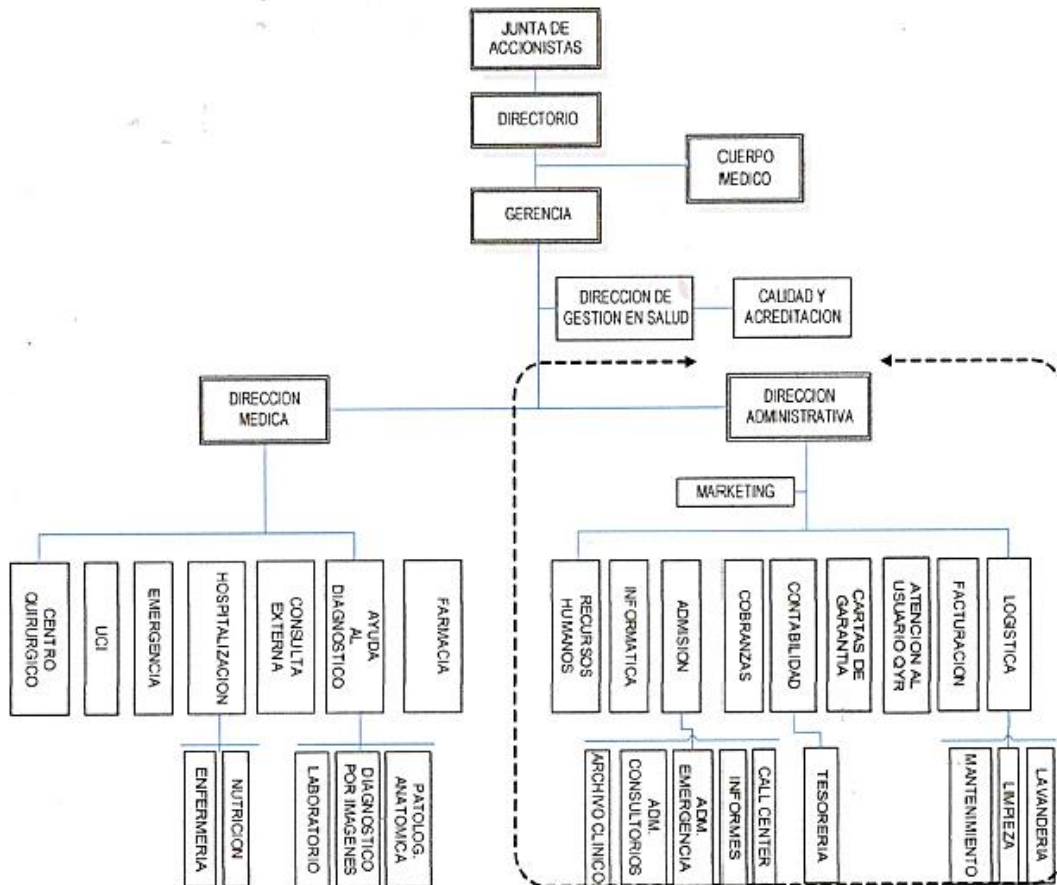 JUNTA DE
ACCIONISTAS
DIRECTORIO
CUERPO
MEDICO
GERENCIA
DIRECCION DE
GESTION EN SALUD
CALIDAD Y
ACREDITACION
DIRECCION
MEDICA
DIRECCION
ADMINISTRATIVA
MARKETING
CENTRO
QUIRURGICO
UCI
EMERGENCIA
HOSPITALIZACION
CONSULTA
EXTERNA
AYUDA
AL
DIAGNOSTICO
FARMACIA
RECURSOS
HUMANOS
INFORMATICA
ADMISION
COBRANZAS
CONTABILIDAD
CARTAS DE
GARANTIA
ATENCION AL
USUARIO QYR
FACTURACION
LOGISTICA
ENFERMERIA
NUTRICION
LABORATORIO
DIAGNOSTICO
POR IMAGENES
PATOLOG.
ANATOMICA
ARCHIVO CLINICO
ADM.
CONSULTORIOS
ADM.
EMERGENCIA
INFORMES
CALL CENTER
TESORERIA
MANTENIMIENTO
LIMPIEZA
LAVANDERIA